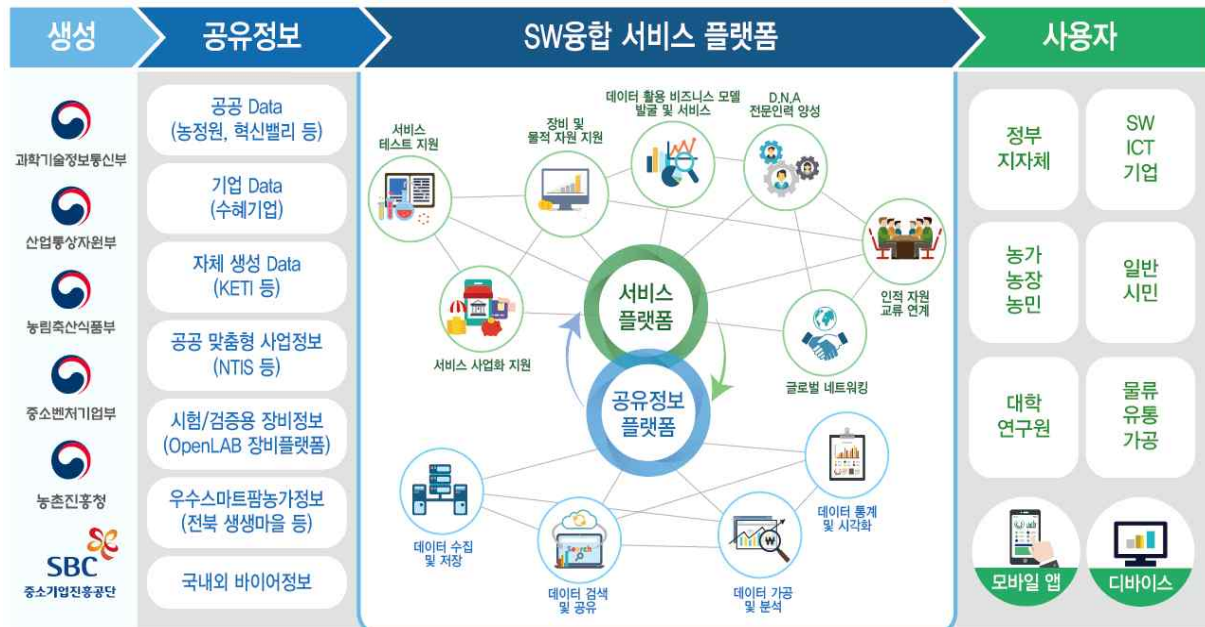 생성
공유정보
SW융합 서비스 플랫폼
사용자
과학기술정보통신부
산업통상자원부
농림축산식품부
중소벤처기업부
농촌진흥청
SBC
중소기업진흥공단
공공 Data
(농정원, 혁신밸리 등)
기업 Data
(수혜기업)
자체 생성 Data
(KETI 등)
공공 맞춤형 사업정보
(NTIS 등)
시험/검증용 장비정보
(OpenLAB 장비플랫폼)
우수스마트팜농가정보
(전북 생생마을 등)
국내외 바이어정보
서비스
테스트 지원
장비 및
물적 자원 지원
데이터 활용 비즈니스 모델
발굴 및 서비스
D.N.A
전문인력 양성
인적 자원
교류 연계
글로벌 네트워킹
서비스 사업화 지원
서비스
플랫폼
공유정보
플랫폼
데이터 수집
및 저장
Search
데이터 검색
및 공유
데이터 가공
및 분석
데이터 통계
및 시각화
정부
지자체
SW
ICT
기업
농가
농장
농민
일반
시민
대학
연구원
물류
유통
가공
모바일 앱
디바이스